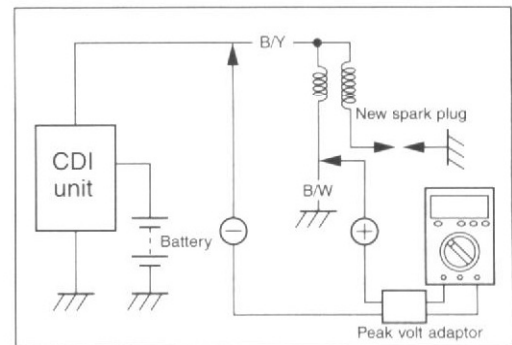 B/Y
New spark plug
CDI
unit
B/W
Battery
−
+
Peak volt adaptor